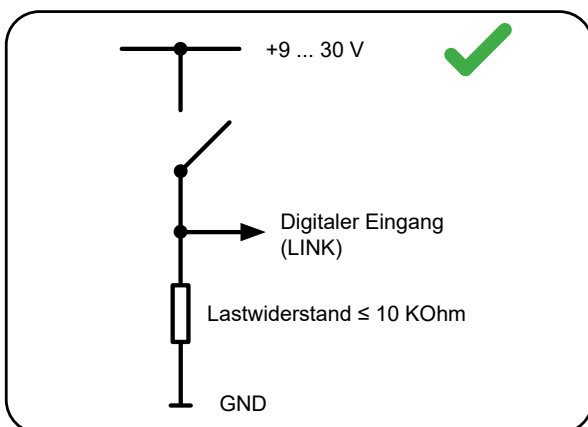 +9 ... 30 V
Digitaler Eingang
(LINK)
Lastwiderstand ≤ 10 KOhm
GND